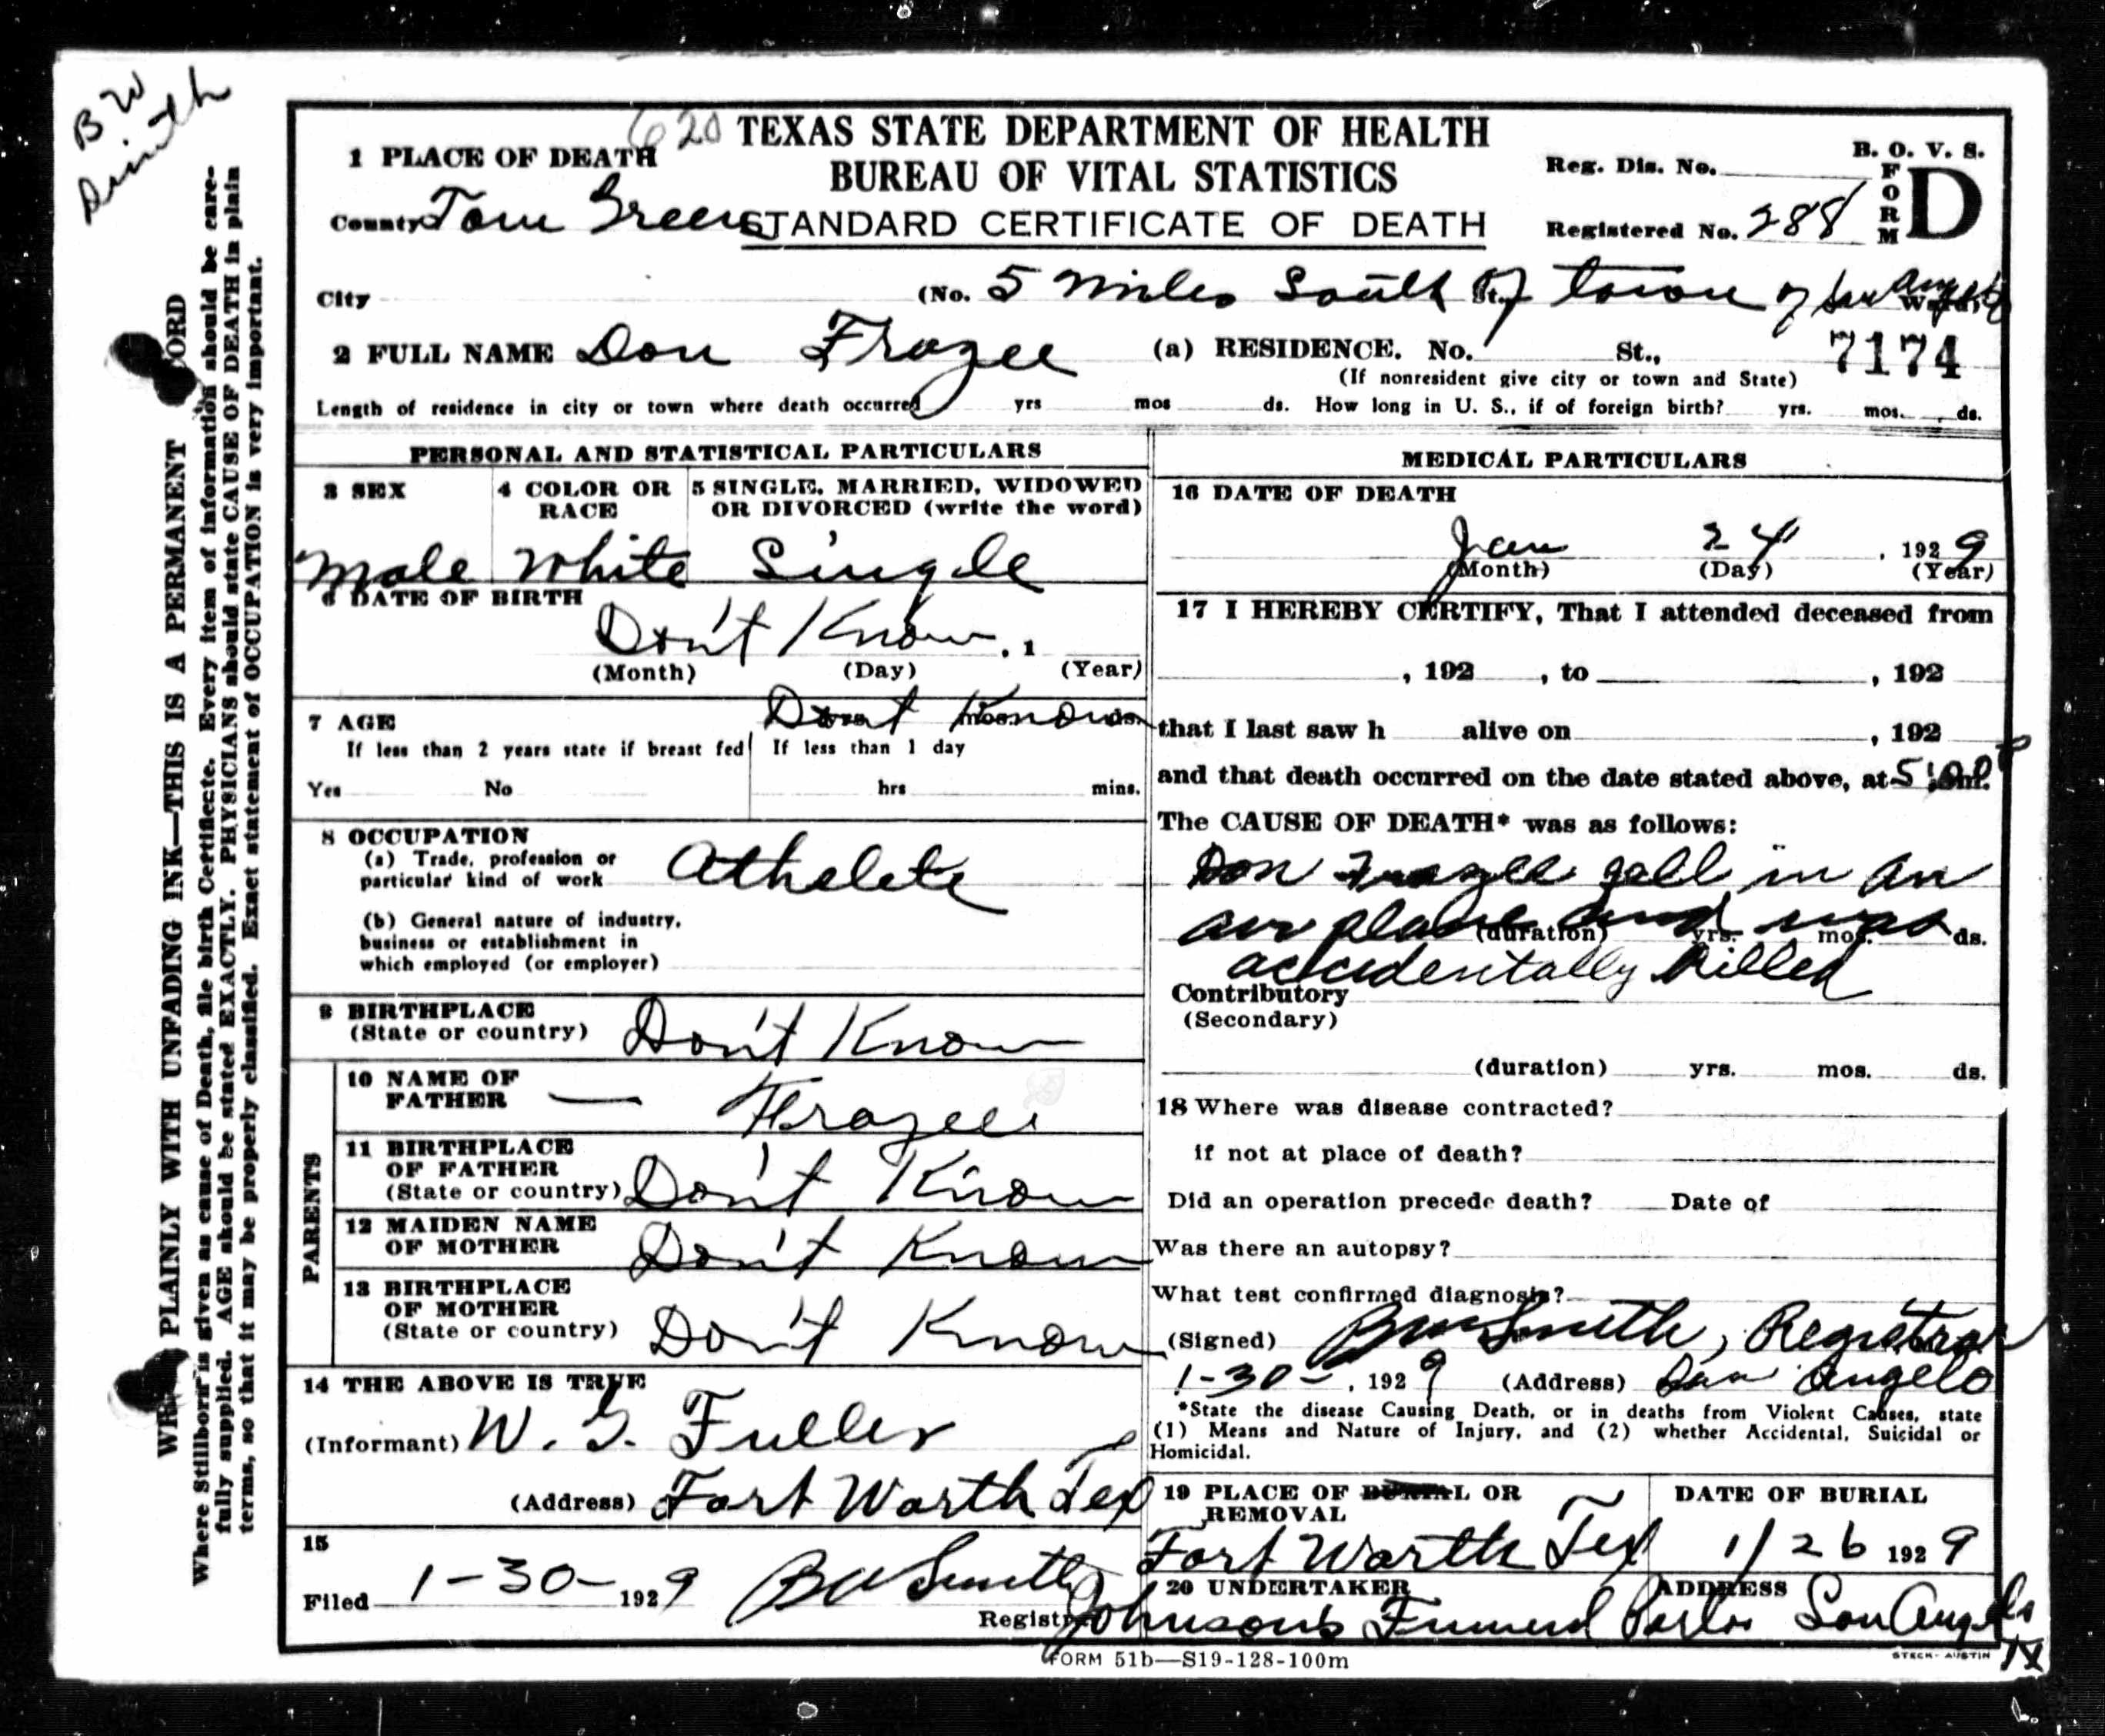 B W
Smith
620
TEXAS STATE DEPARTMENT OF HEALTH
BUREAU OF VITAL STATISTICS
STANDARD CERTIFICATE OF DEATH
B. O. V. S.
FORM D
Reg. Dis. No.
Registered No. 288
1 PLACE OF DEATH
County Tom Green
City (No. 5 miles South St., of town of San Angelo Ward)
2 FULL NAME Don Frazee (a) RESIDENCE. No. St., 7174
(If nonresident give city or town and State)
Length of residence in city or town where death occurred yrs mos ds. How long in U. S., if of foreign birth? yrs. mos. ds.
PERSONAL AND STATISTICAL PARTICULARS
3 SEX
4 COLOR OR RACE
5 SINGLE, MARRIED, WIDOWED OR DIVORCED (write the word)
Male White Single
6 DATE OF BIRTH
Don't Know , 1
(Month) (Day) (Year)
7 AGE Dont Know yrs. mos. ds.
If less than 2 years state if breast fed If less than 1 day
Yes No hrs mins.
8 OCCUPATION
(a) Trade, profession or
particular kind of work Athelete
(b) General nature of industry,
business or establishment in
which employed (or employer)
9 BIRTHPLACE
(State or country) Don't Know
PARENTS
10 NAME OF
FATHER — Frazee
11 BIRTHPLACE
OF FATHER
(State or country) Don't Know
12 MAIDEN NAME
OF MOTHER Don't Know
13 BIRTHPLACE
OF MOTHER
(State or country) Don't Know
14 THE ABOVE IS TRUE
(Informant) W. G. Fuller
(Address) Fort Worth Tex
15
Filed 1-30- 1929 BW Smith
Registrar
MEDICAL PARTICULARS
16 DATE OF DEATH
Jan 24 , 1929
(Month) (Day) (Year)
17 I HEREBY CERTIFY, That I attended deceased from
, 192 , to , 192
that I last saw h alive on , 192
and that death occurred on the date stated above, at 5:00 P m.
The CAUSE OF DEATH* was as follows:
Don Frazee fell in an
air plane and was
(duration) yrs. mos. ds.
accidentally killed
Contributory
(Secondary)
(duration) yrs. mos. ds.
18 Where was disease contracted?
if not at place of death?
Did an operation precede death? Date of
Was there an autopsy?
What test confirmed diagnosis?
(Signed) BW Smith, Registrar
1-30- , 1929 (Address) San Angelo
*State the disease Causing Death, or in deaths from Violent Causes, state
(1) Means and Nature of Injury, and (2) whether Accidental, Suicidal or
Homicidal.
19 PLACE OF BURIAL OR
REMOVAL
Fort Worth Tex
DATE OF BURIAL
1/26 1929
20 UNDERTAKER
Johnson's Funeral Parlor
ADDRESS
San Angelo
TX
FORM 51b—S19-128-100m
STECK-AUSTIN
PLAINLY WITH UNFADING INK—THIS IS A PERMANENT
Where Stillborn is given as cause of Death, file birth Certificate. Every item of information should be care-
fully supplied. AGE should be stated EXACTLY. PHYSICIANS should state CAUSE OF DEATH in plain
terms, so that it may be properly classified. Exact statement of OCCUPATION is very important.